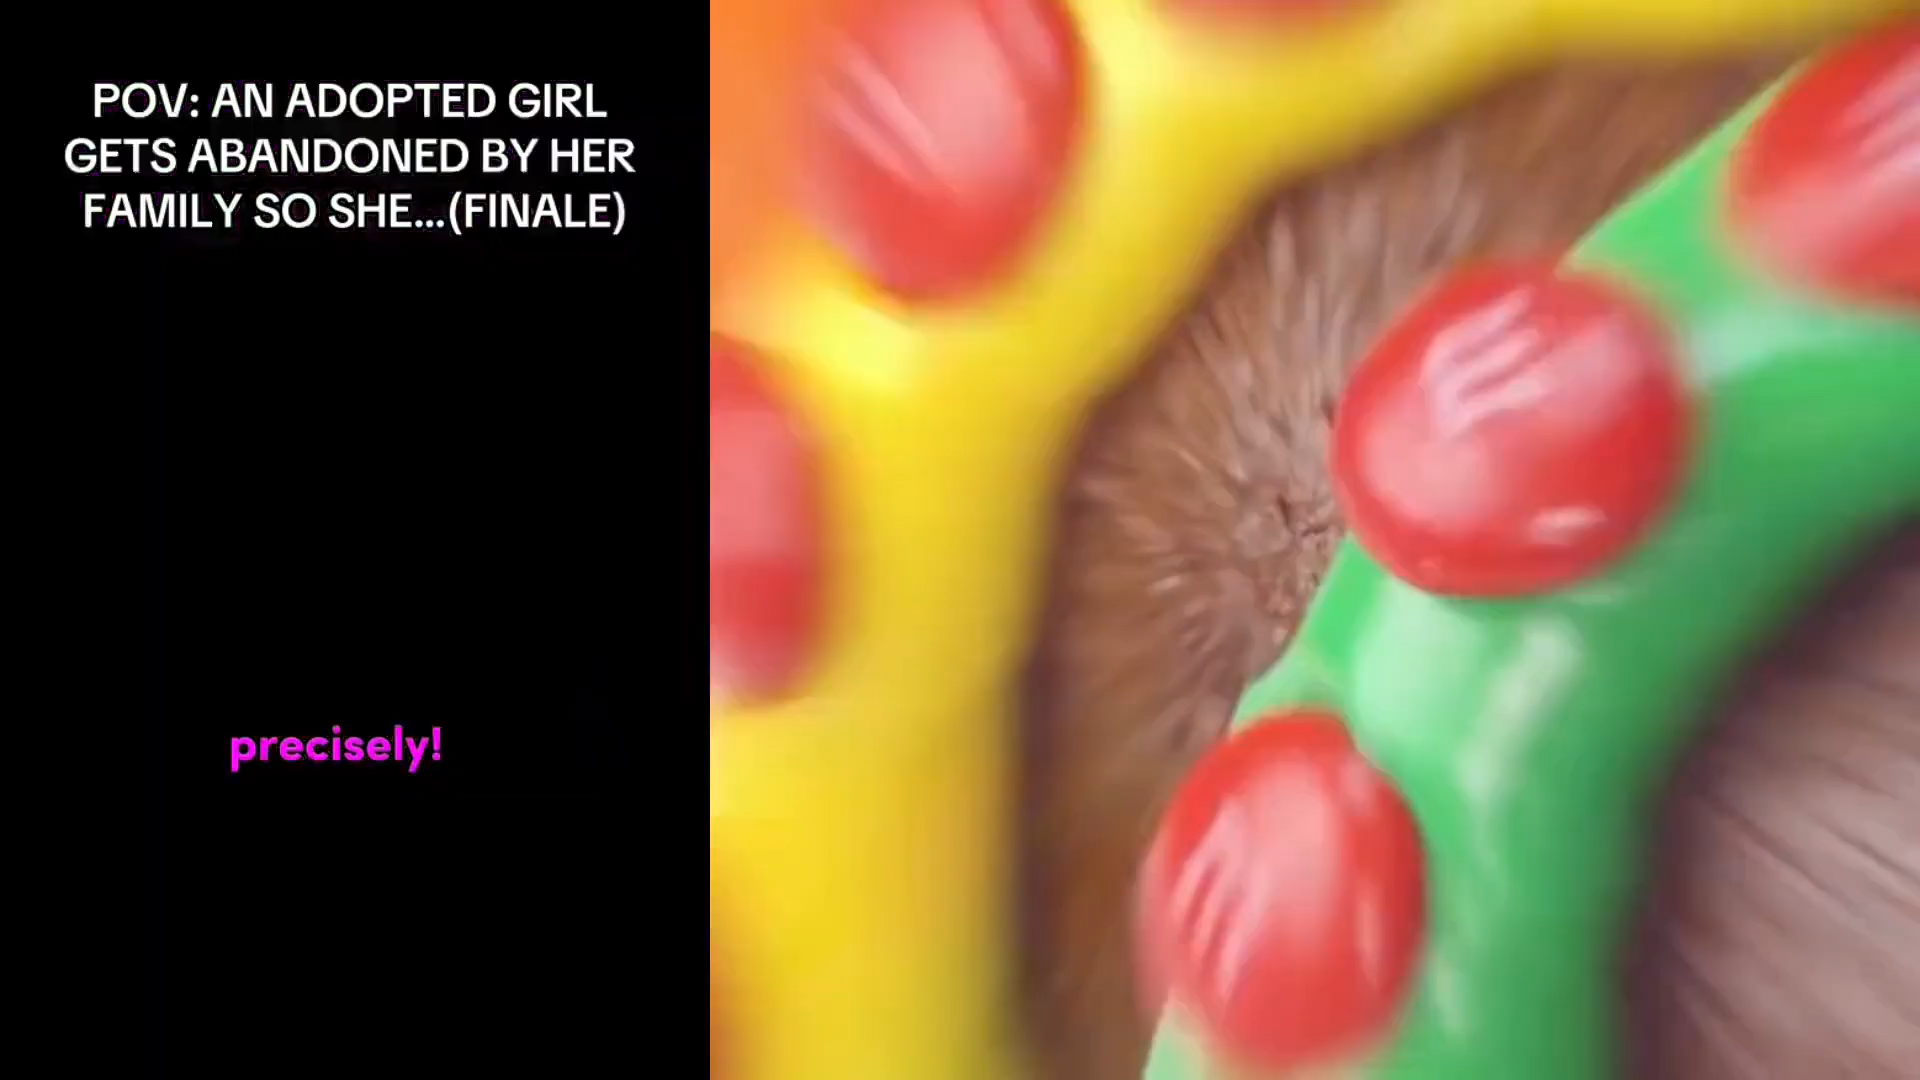 POV: AN ADOPTED GIRL
GETS ABANDONED BY HER
FAMILY SO SHE...(FINALE)
precisely!